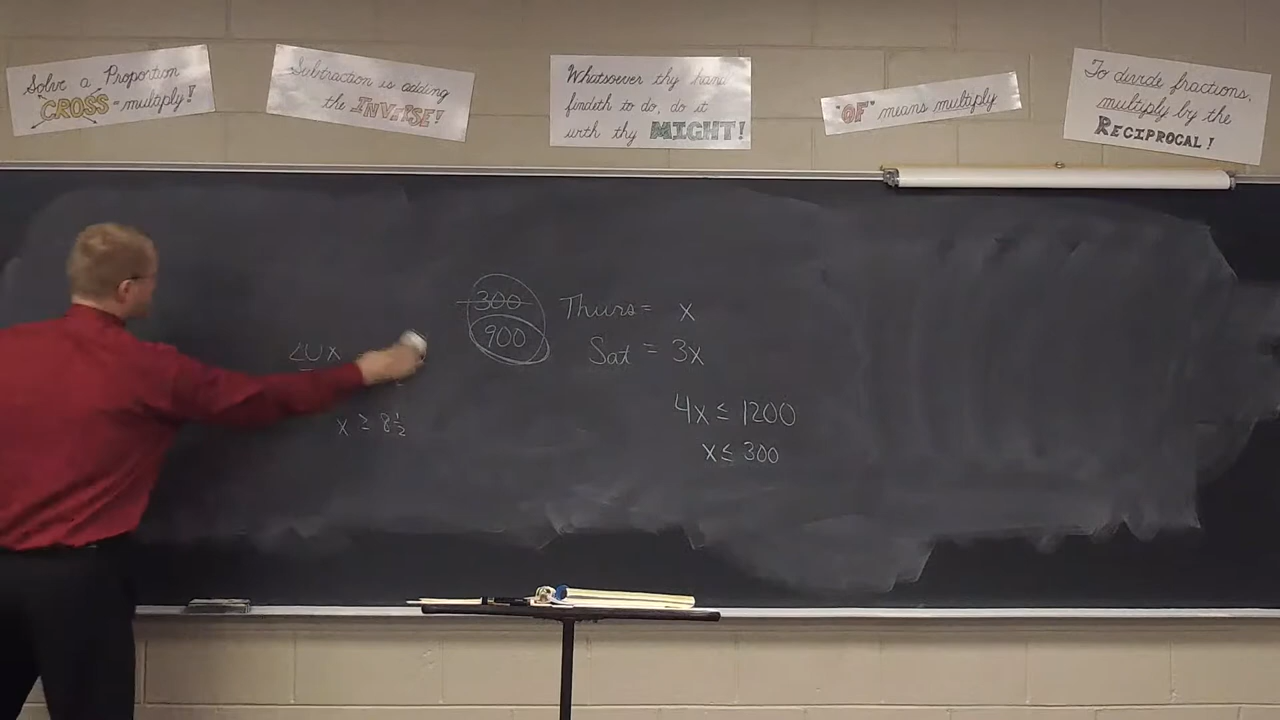 Solve a Proportion
CROSS-multiply!
Subtraction is adding
the INVERSE!
Whatsoever thy hand
findeth to do, do it
with thy MIGHT!
"OF" means multiply
To divide fractions,
multiply by the
RECIPROCAL!
300
900
Thurs = x
Sat = 3x
x ≥ 8 1/2
4x ≤ 1200
x ≤ 300